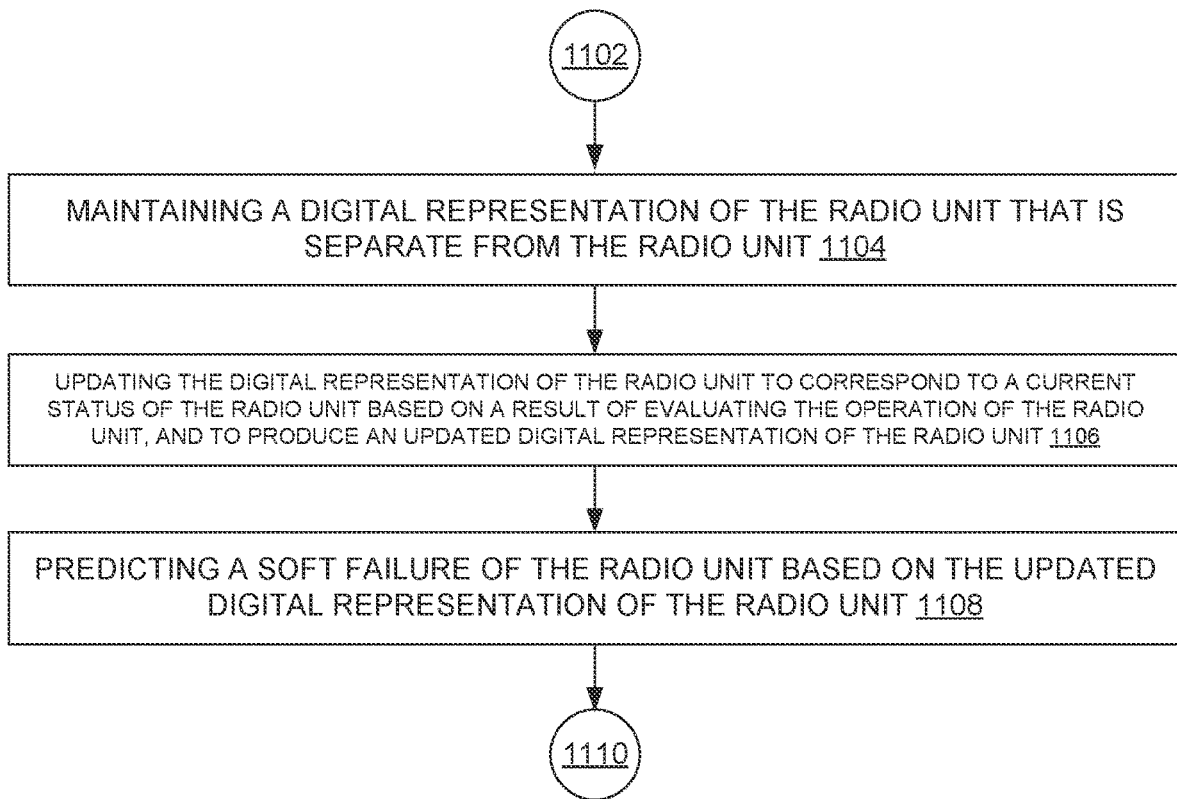 1102
MAINTAINING A DIGITAL REPRESENTATION OF THE RADIO UNIT THAT IS
SEPARATE FROM THE RADIO UNIT 1104
UPDATING THE DIGITAL REPRESENTATION OF THE RADIO UNIT TO CORRESPOND TO A CURRENT
STATUS OF THE RADIO UNIT BASED ON A RESULT OF EVALUATING THE OPERATION OF THE RADIO
UNIT, AND TO PRODUCE AN UPDATED DIGITAL REPRESENTATION OF THE RADIO UNIT 1106
PREDICTING A SOFT FAILURE OF THE RADIO UNIT BASED ON THE UPDATED
DIGITAL REPRESENTATION OF THE RADIO UNIT 1108
1110